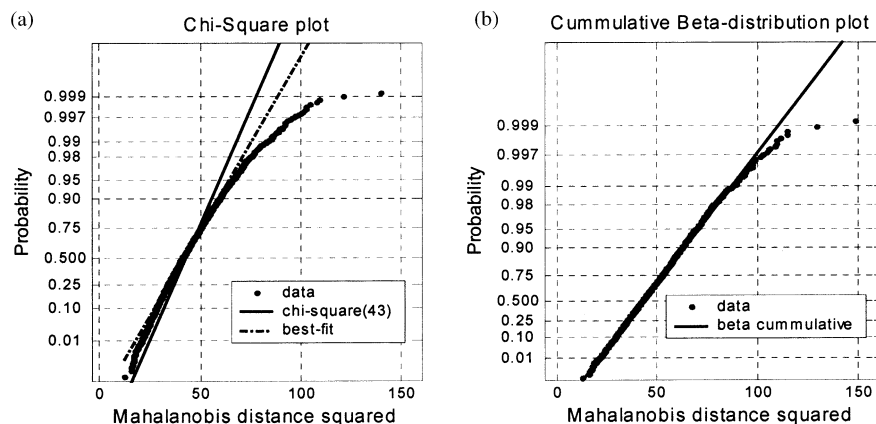 (a)
Chi-Square plot
0.999
0.997
0.99
0.98
0.95
0.90
0.75
0.500
0.25
0.10
0.01
Probability
data
chi-square(43)
best-fit
0 50 100 150
Mahalanobis distance squared
(b)
Cummulative Beta-distribution plot
0.999
0.997
0.99
0.98
0.95
0.90
0.75
0.500
0.25
0.10
0.01
Probability
data
beta cummulative
0 50 100 150
Mahalanobis distance squared